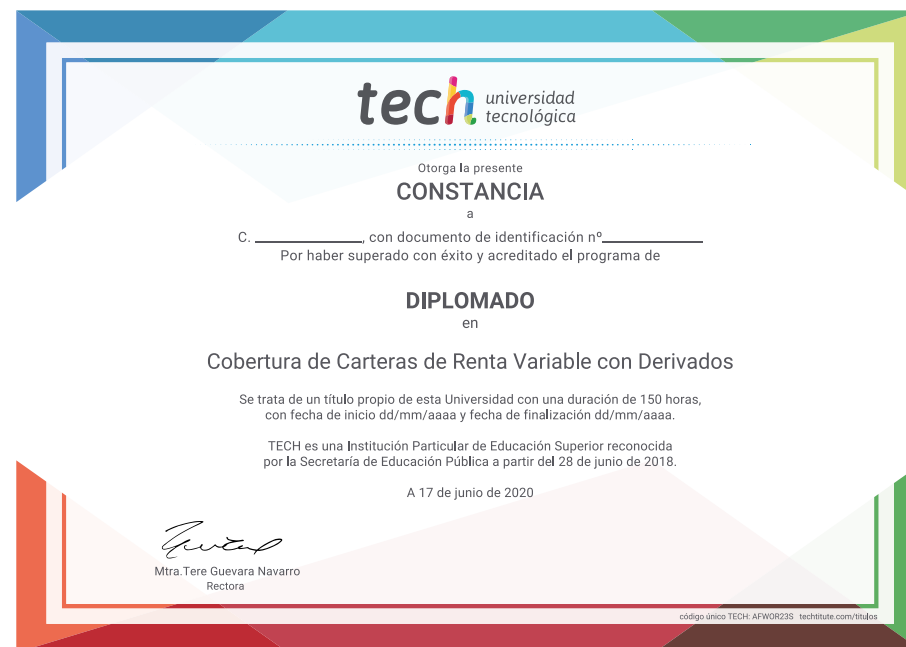 tech universidad
tecnológica
Otorga la presente
CONSTANCIA
a
C. ______________, con documento de identificación nº_____________
Por haber superado con éxito y acreditado el programa de
DIPLOMADO
en
Cobertura de Carteras de Renta Variable con Derivados
Se trata de un título propio de esta Universidad con una duración de 150 horas,
con fecha de inicio dd/mm/aaaa y fecha de finalización dd/mm/aaaa.
TECH es una Institución Particular de Educación Superior reconocida
por la Secretaría de Educación Pública a partir del 28 de junio de 2018.
A 17 de junio de 2020
Mtra.Tere Guevara Navarro
Rectora
código único TECH: AFWOR23S techtitute.com/titulos